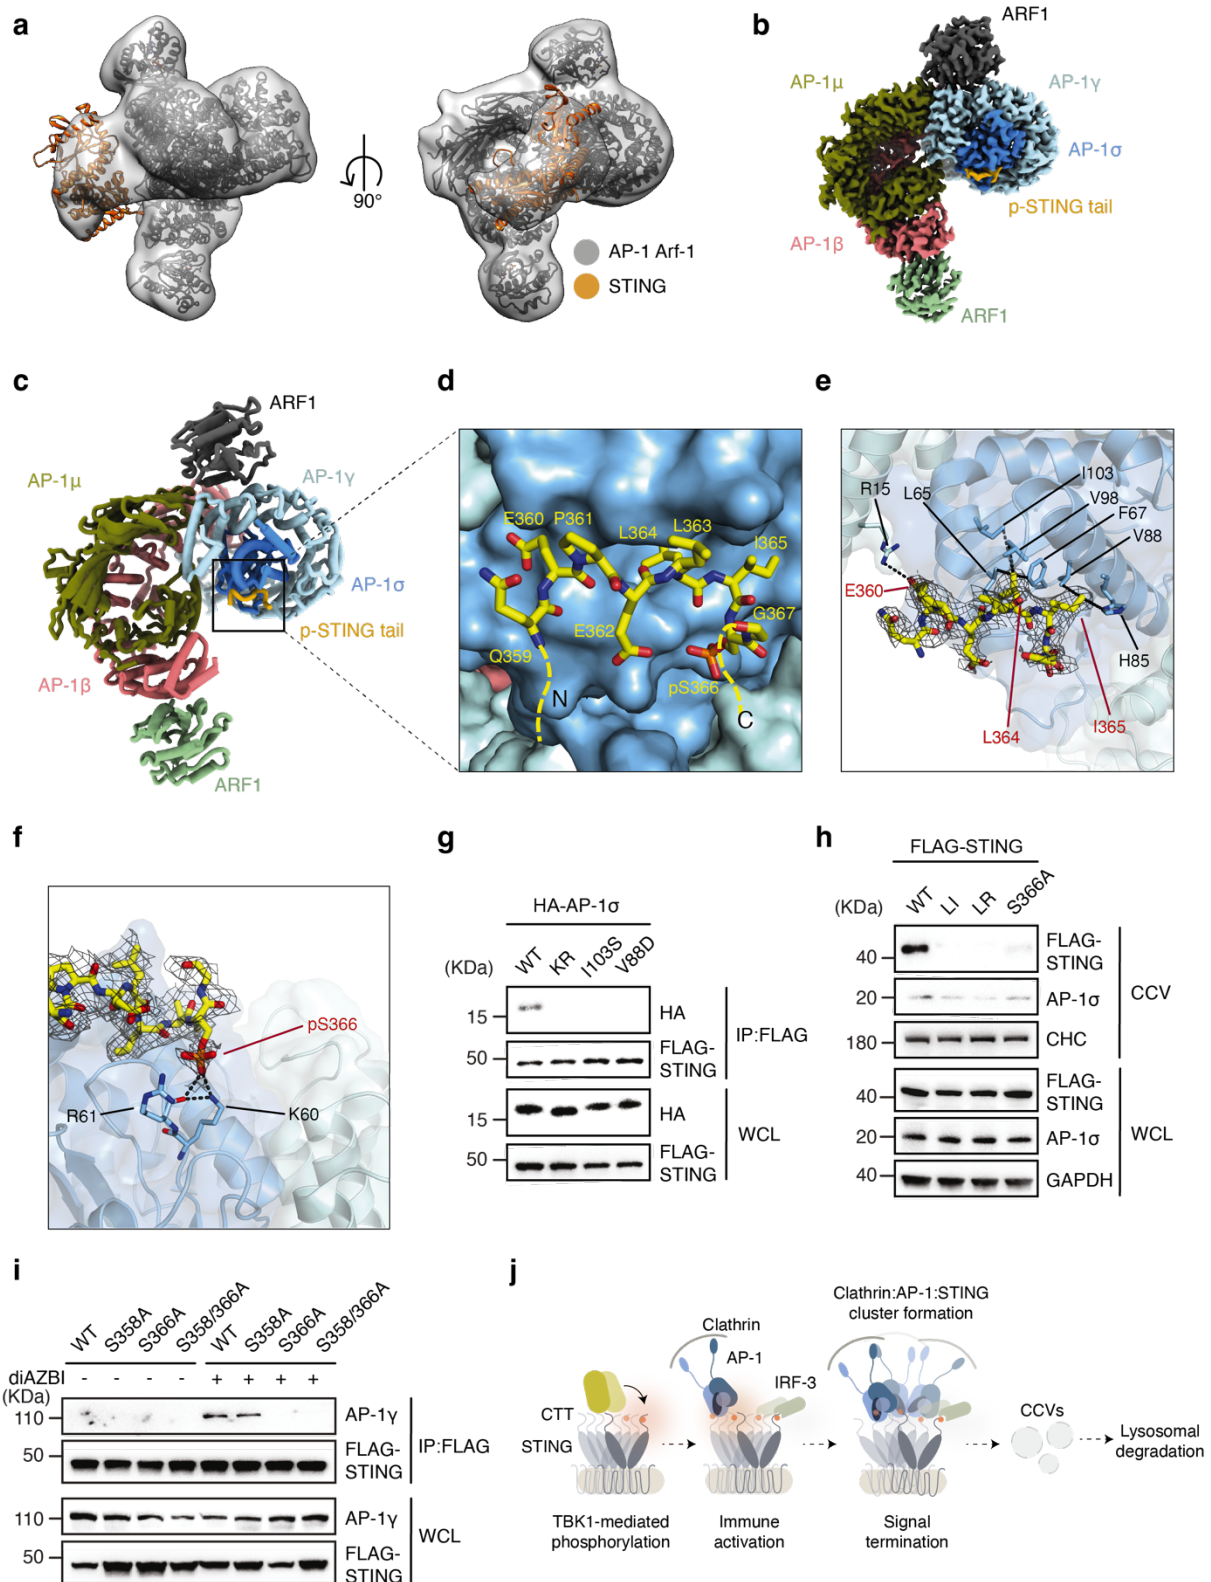 a
90°
AP-1 Arf-1
STING
b
ARF1
AP-1μ
AP-1γ
AP-1σ
p-STING tail
AP-1β
ARF1
c
ARF1
AP-1μ
AP-1γ
AP-1σ
p-STING tail
AP-1β
ARF1
d
E360
P361
L364
L363
I365
G367
E362
Q359
pS366
N
C
e
I103
R15
L65
V98
F67
V88
E360
H85
L364
I365
f
pS366
R61
K60
g
HA-AP-1σ
(KDa)
WT
KR
I103S
V88D
15
HA
50
FLAG-
STING
IP:FLAG
15
HA
50
FLAG-
STING
WCL
h
FLAG-STING
(KDa)
WT
LI
LR
S366A
40
FLAG-
STING
20
AP-1σ
CCV
180
CHC
40
FLAG-
STING
20
AP-1σ
WCL
40
GAPDH
i
WT
S358A
S366A
S358/366A
WT
S358A
S366A
S358/366A
diAZBI - - - - + + + +
(KDa)
110
AP-1γ
50
FLAG-
STING
IP:FLAG
110
AP-1γ
50
FLAG-
STING
WCL
j
Clathrin:AP-1:STING
cluster formation
Clathrin
AP-1
IRF-3
CTT
STING
CCVs
Lysosomal
degradation
TBK1-mediated
phosphorylation
Immune
activation
Signal
termination